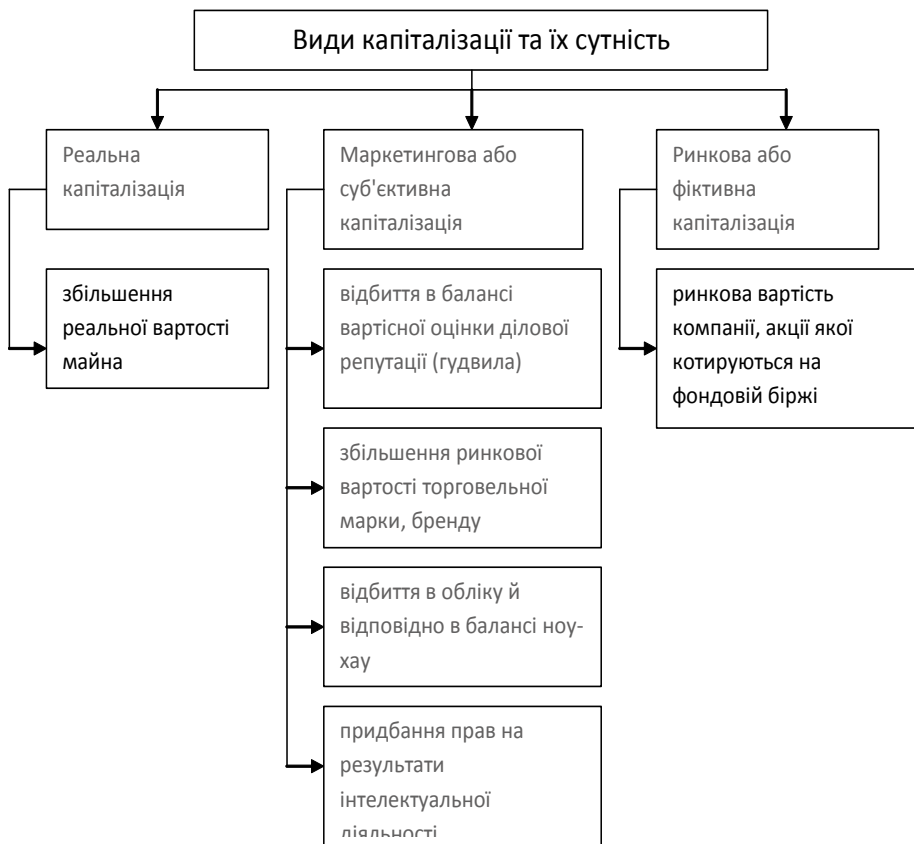 Види капіталізації та їх сутність
Реальна
капіталізація
збільшення
реальної вартості
майна
Маркетингова або
суб'єктивна
капіталізація
відбиття в балансі
вартісної оцінки ділової
репутації (гудвила)
збільшення ринкової
вартості торговельної
марки, бренду
відбиття в обліку й
відповідно в балансі ноу-
хау
придбання прав на
результати
інтелектуальної
діяльності
Ринкова або
фіктивна
капіталізація
ринкова вартість
компанії, акції якої
котируються на
фондовій біржі